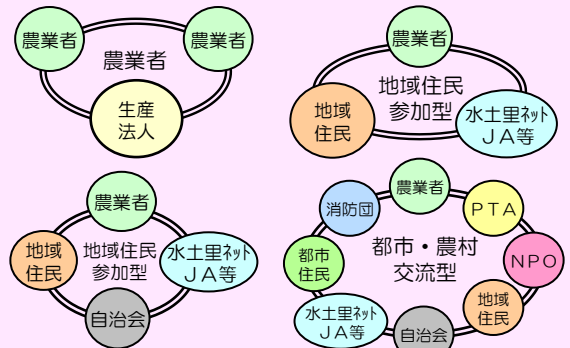 農業者
農業者
農業者
生産
法人
農業者
地域住民
参加型
地域
住民
水土里ネット
ＪＡ等
農業者
地域
住民
地域住民
参加型
水土里ネット
ＪＡ等
自治会
農業者
消防団
ＰＴＡ
都市
住民
都市・農村
交流型
ＮＰＯ
地域
住民
水土里ネット
ＪＡ等
自治会